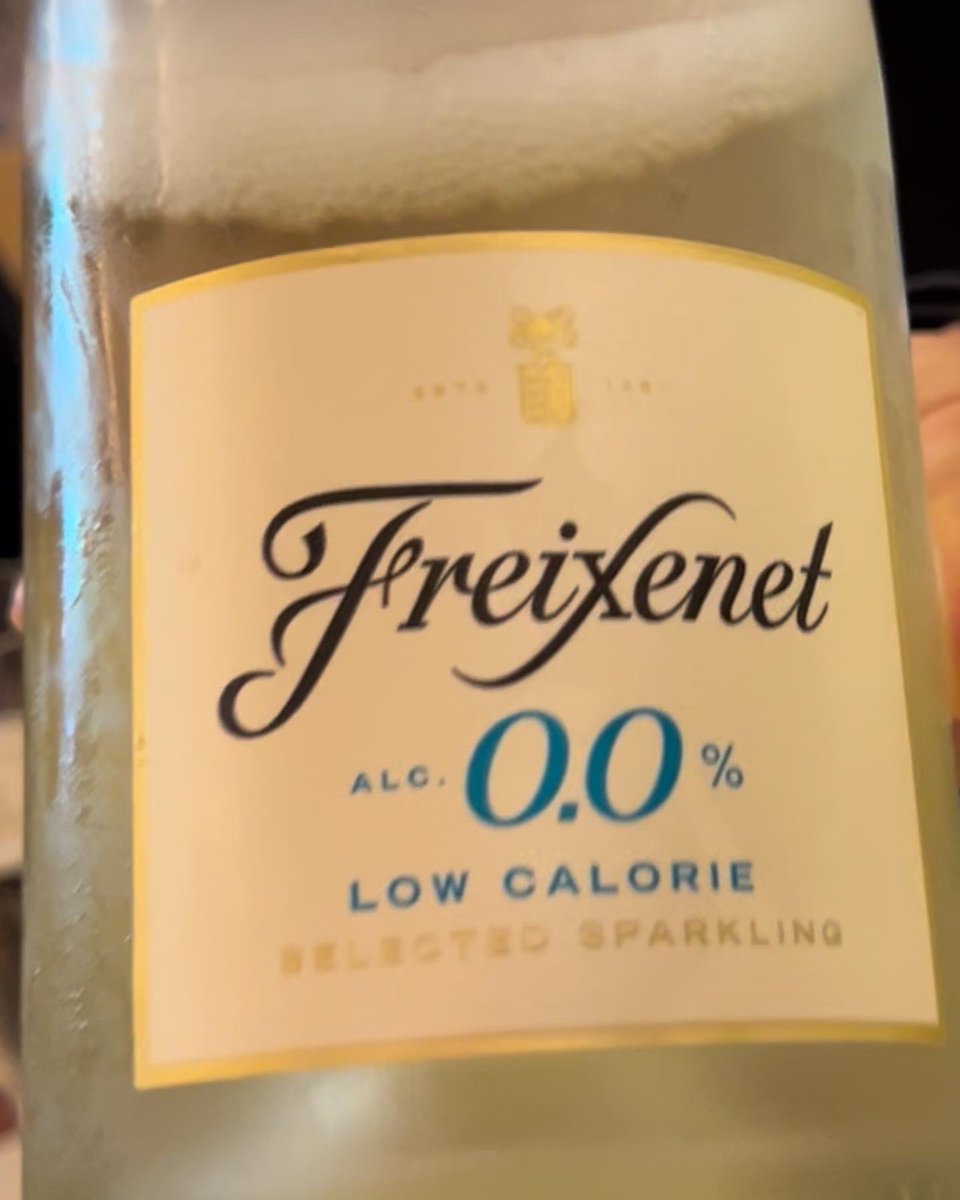 Freixenet
ALC. 0.0%
LOW CALORIE
SELECTED SPARKLING